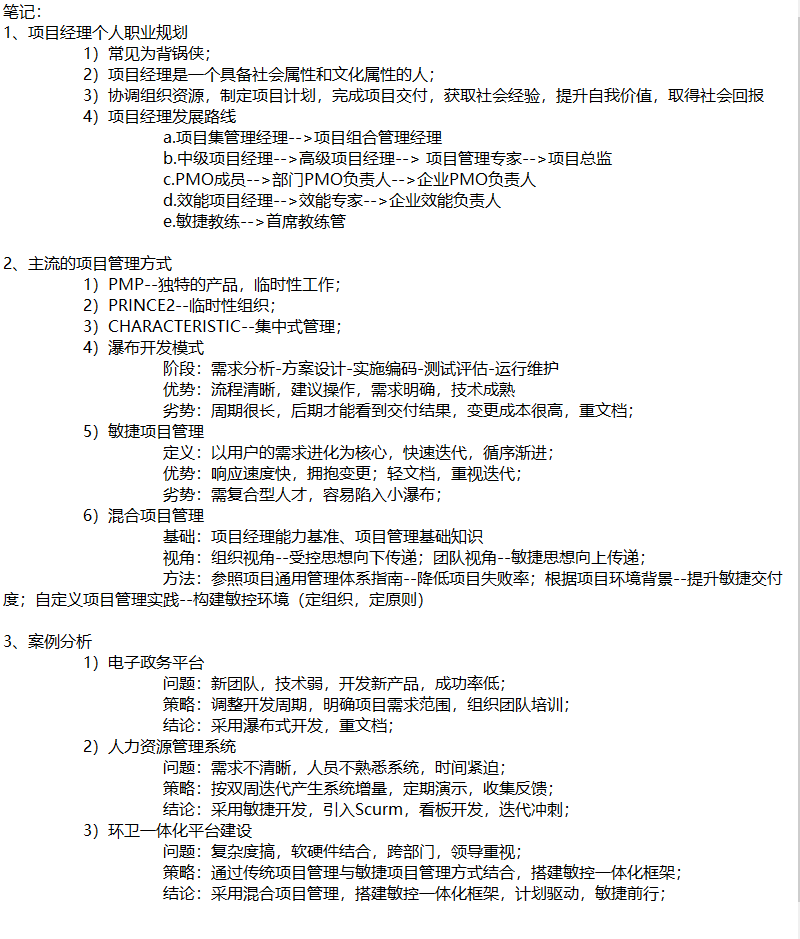 笔记：
1、项目经理个人职业规划
1）常见为背锅侠；
2）项目经理是一个具备社会属性和文化属性的人；
3）协调组织资源，制定项目计划，完成项目交付，获取社会经验，提升自我价值，取得社会回报
4）项目经理发展路线
a.项目集管理经理-->项目组合管理经理
b.中级项目经理-->高级项目经理--> 项目管理专家-->项目总监
c.PMO成员-->部门PMO负责人-->企业PMO负责人
d.效能项目经理-->效能专家-->企业效能负责人
e.敏捷教练-->首席教练管
2、主流的项目管理方式
1）PMP--独特的产品，临时性工作；
2）PRINCE2--临时性组织；
3）CHARACTERISTIC--集中式管理；
4）瀑布开发模式
阶段：需求分析-方案设计-实施编码-测试评估-运行维护
优势：流程清晰，建议操作，需求明确，技术成熟
劣势：周期很长，后期才能看到交付结果，变更成本很高，重文档；
5）敏捷项目管理
定义：以用户的需求进化为核心，快速迭代，循序渐进；
优势：响应速度快，拥抱变更；轻文档，重视迭代；
劣势：需复合型人才，容易陷入小瀑布；
6）混合项目管理
基础：项目经理能力基准、项目管理基础知识
视角：组织视角--受控思想向下传递；团队视角--敏捷思想向上传递；
方法：参照项目通用管理体系指南--降低项目失败率；根据项目环境背景--提升敏捷交付
度；自定义项目管理实践--构建敏控环境（定组织，定原则）
3、案例分析
1）电子政务平台
问题：新团队，技术弱，开发新产品，成功率低；
策略：调整开发周期，明确项目需求范围，组织团队培训；
结论：采用瀑布式开发，重文档；
2）人力资源管理系统
问题：需求不清晰，人员不熟悉系统，时间紧迫；
策略：按双周迭代产生系统增量，定期演示，收集反馈；
结论：采用敏捷开发，引入Scurm，看板开发，迭代冲刺；
3）环卫一体化平台建设
问题：复杂度搞，软硬件结合，跨部门，领导重视；
策略：通过传统项目管理与敏捷项目管理方式结合，搭建敏控一体化框架；
结论：采用混合项目管理，搭建敏控一体化框架，计划驱动，敏捷前行；